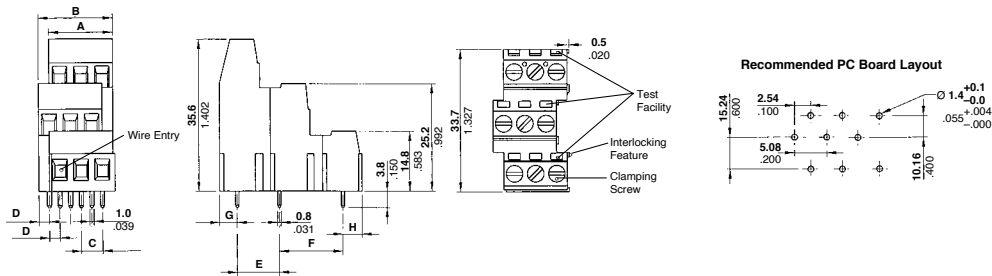 B
A
Wire Entry
D
D
C
1.0
.039
35.6
1.402
G
0.8
.031
E
F
H
3.8
.150
14.8
.583
25.2
.992
33.7
1.327
0.5
.020
Test
Facility
Interlocking
Feature
Clamping
Screw
Recommended PC Board Layout
15.24
.600
2.54
.100
5.08
.200
Ø 1.4+0.1
–0.0
.055+.004
–.000
10.16
.400